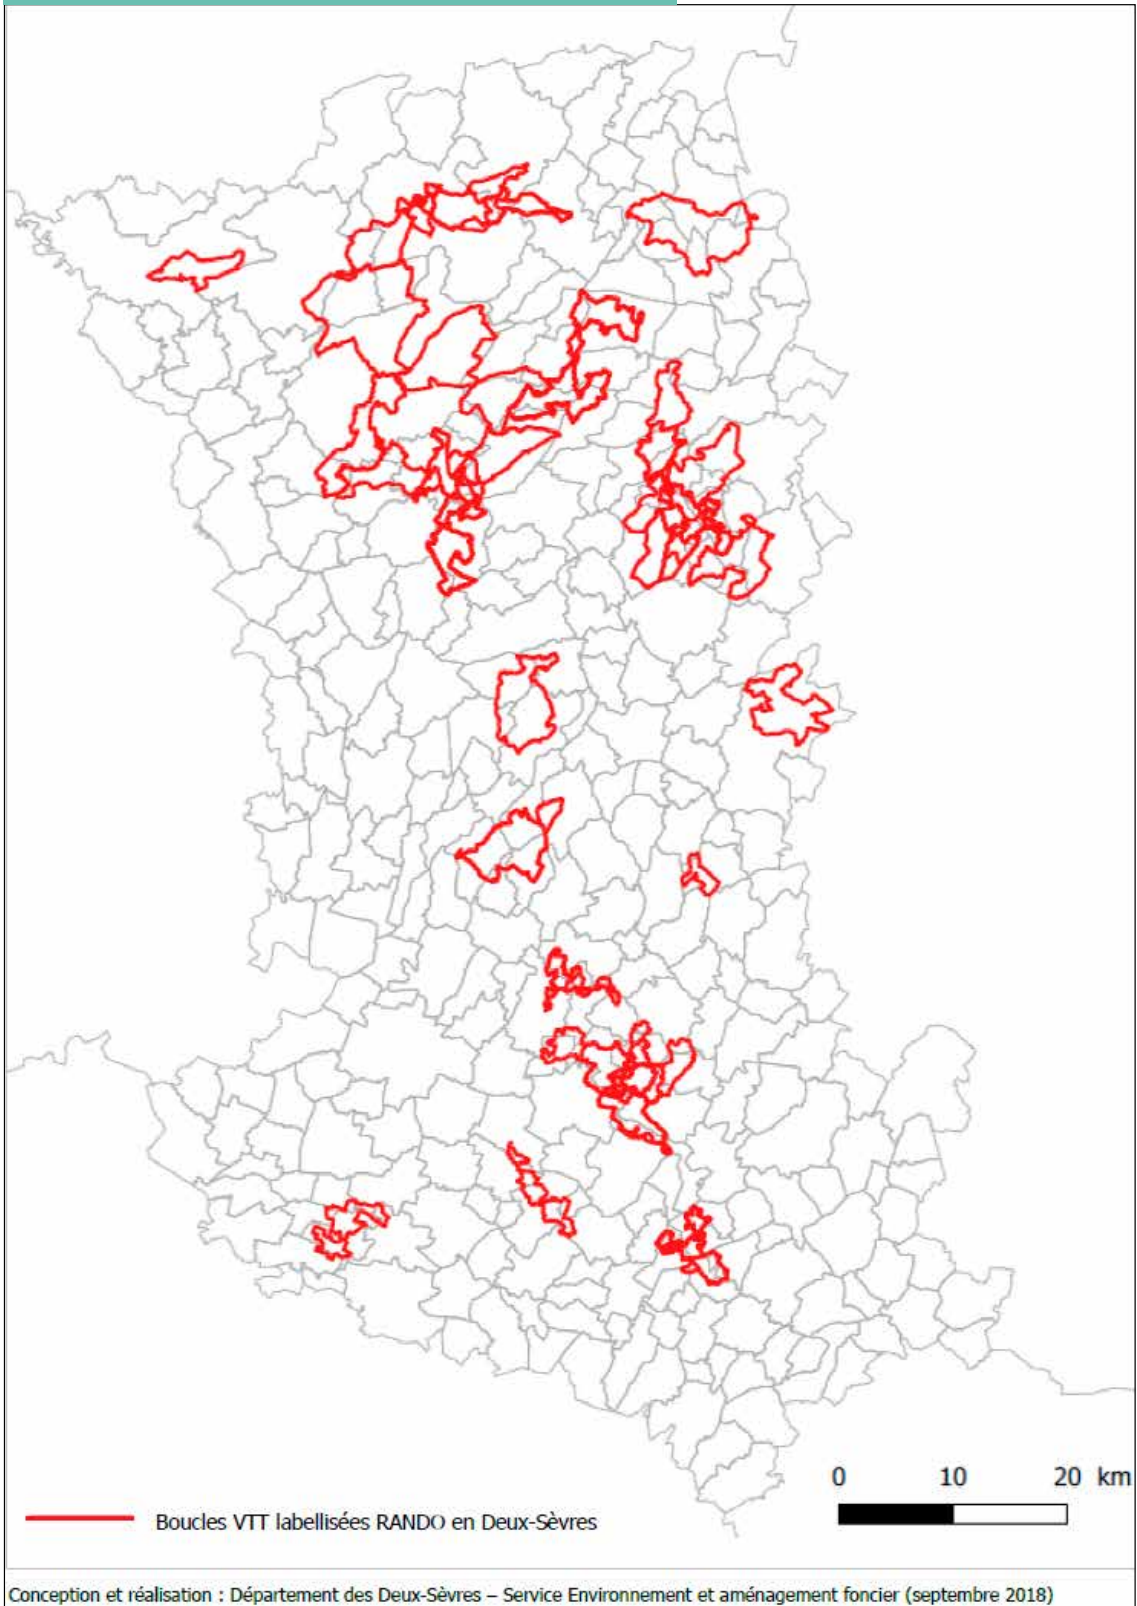 0 10 20 km
Boucles VTT labellisées RANDO en Deux-Sèvres
Conception et réalisation : Département des Deux-Sèvres – Service Environnement et aménagement foncier (septembre 2018)